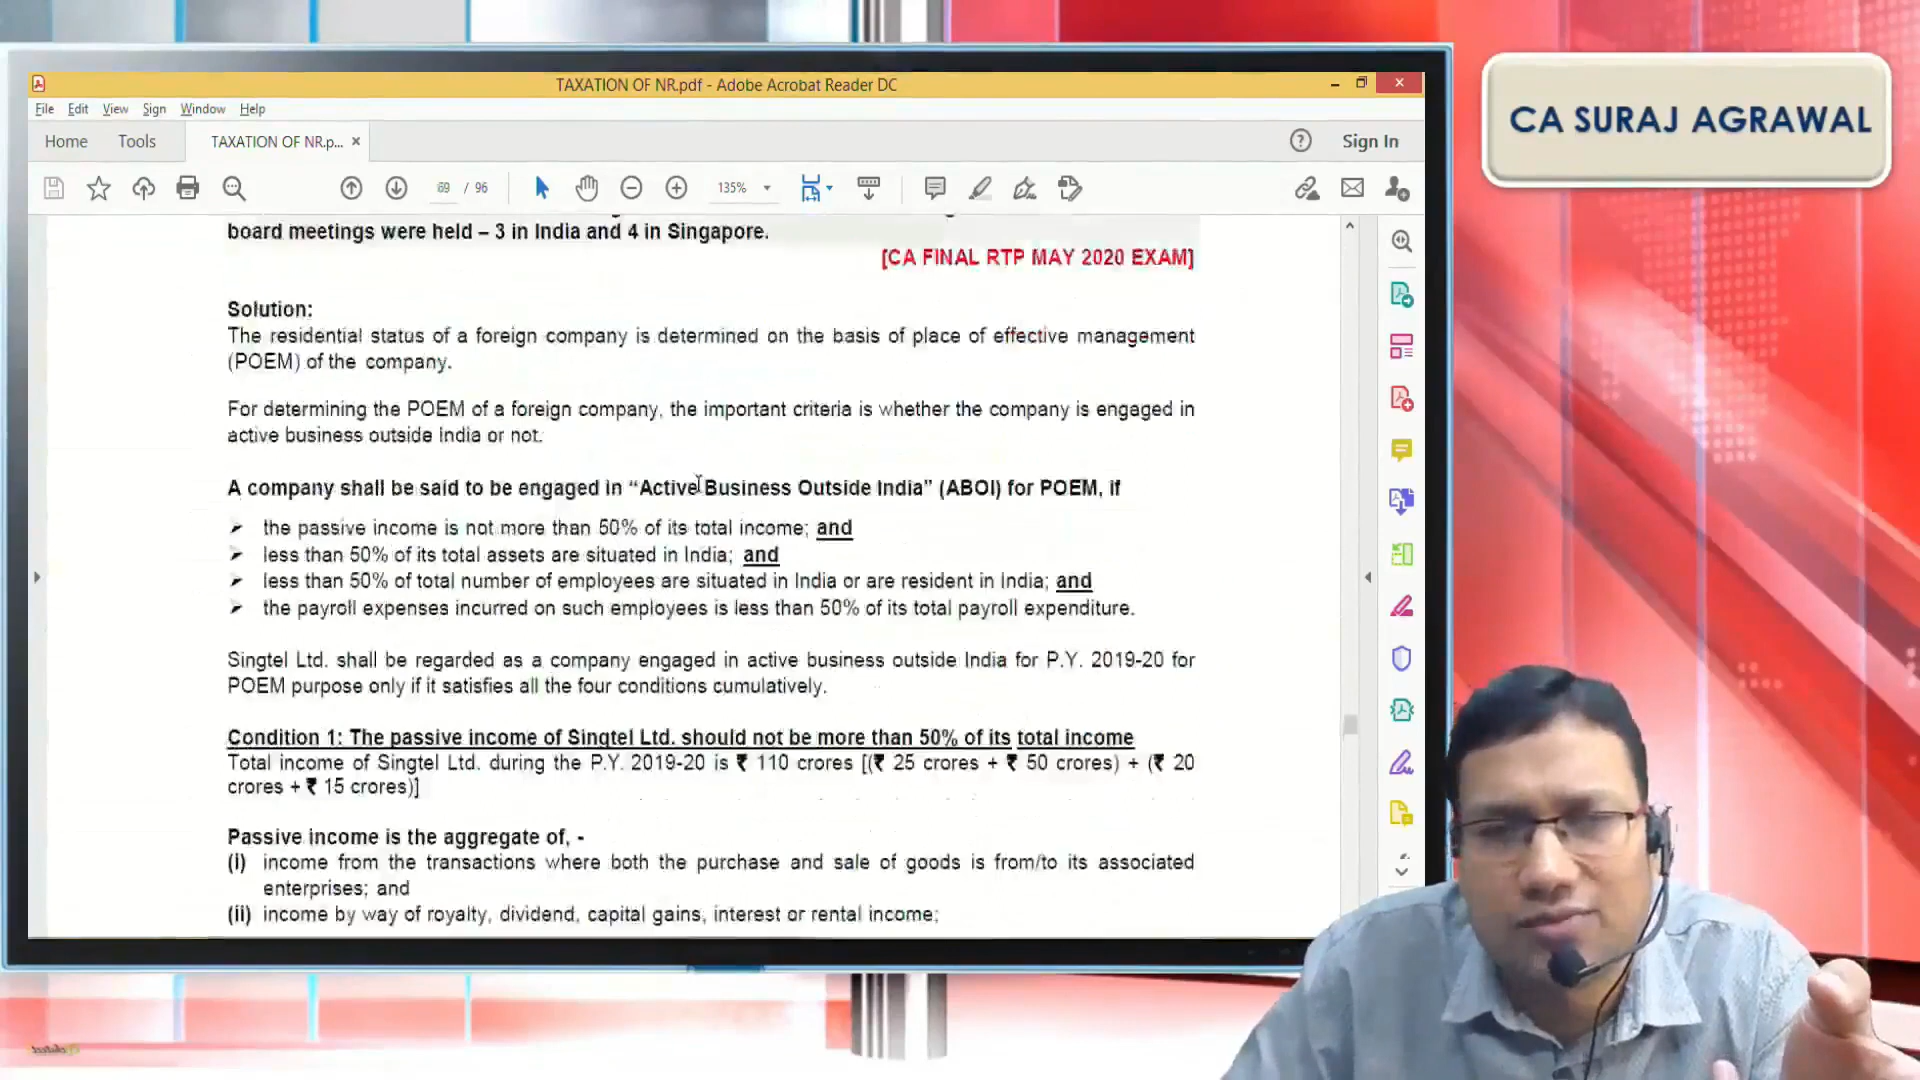 CA SURAJ AGRAWAL
TAXATION OF NR.pdf - Adobe Acrobat Reader DC
File Edit View Sign Window Help
Home Tools TAXATION OF NR.p... × Sign In
69 / 96 135%
board meetings were held – 3 in India and 4 in Singapore.
[CA FINAL RTP MAY 2020 EXAM]
Solution:
The residential status of a foreign company is determined on the basis of place of effective management
(POEM) of the company.
For determining the POEM of a foreign company, the important criteria is whether the company is engaged in
active business outside India or not.
A company shall be said to be engaged in “Active Business Outside India” (ABOI) for POEM, if
➢ the passive income is not more than 50% of its total income; and
➢ less than 50% of its total assets are situated in India; and
➢ less than 50% of total number of employees are situated in India or are resident in India; and
➢ the payroll expenses incurred on such employees is less than 50% of its total payroll expenditure.
Singtel Ltd. shall be regarded as a company engaged in active business outside India for P.Y. 2019-20 for
POEM purpose only if it satisfies all the four conditions cumulatively.
Condition 1: The passive income of Singtel Ltd. should not be more than 50% of its total income
Total income of Singtel Ltd. during the P.Y. 2019-20 is ₹ 110 crores [(₹ 25 crores + ₹ 50 crores) + (₹ 20
crores + ₹ 15 crores)]
Passive income is the aggregate of, -
(i) income from the transactions where both the purchase and sale of goods is from/to its associated
enterprises; and
(ii) income by way of royalty, dividend, capital gains, interest or rental income;